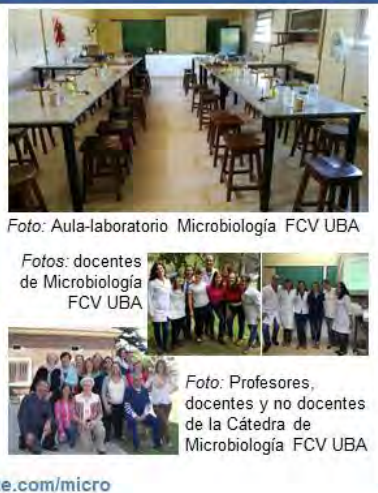 Foto: Aula-laboratorio Microbiología FCV UBA
Fotos: docentes
de Microbiología
FCV UBA
Foto: Profesores,
docentes y no docentes
de la Cátedra de
Microbiología FCV UBA
e.com/micro